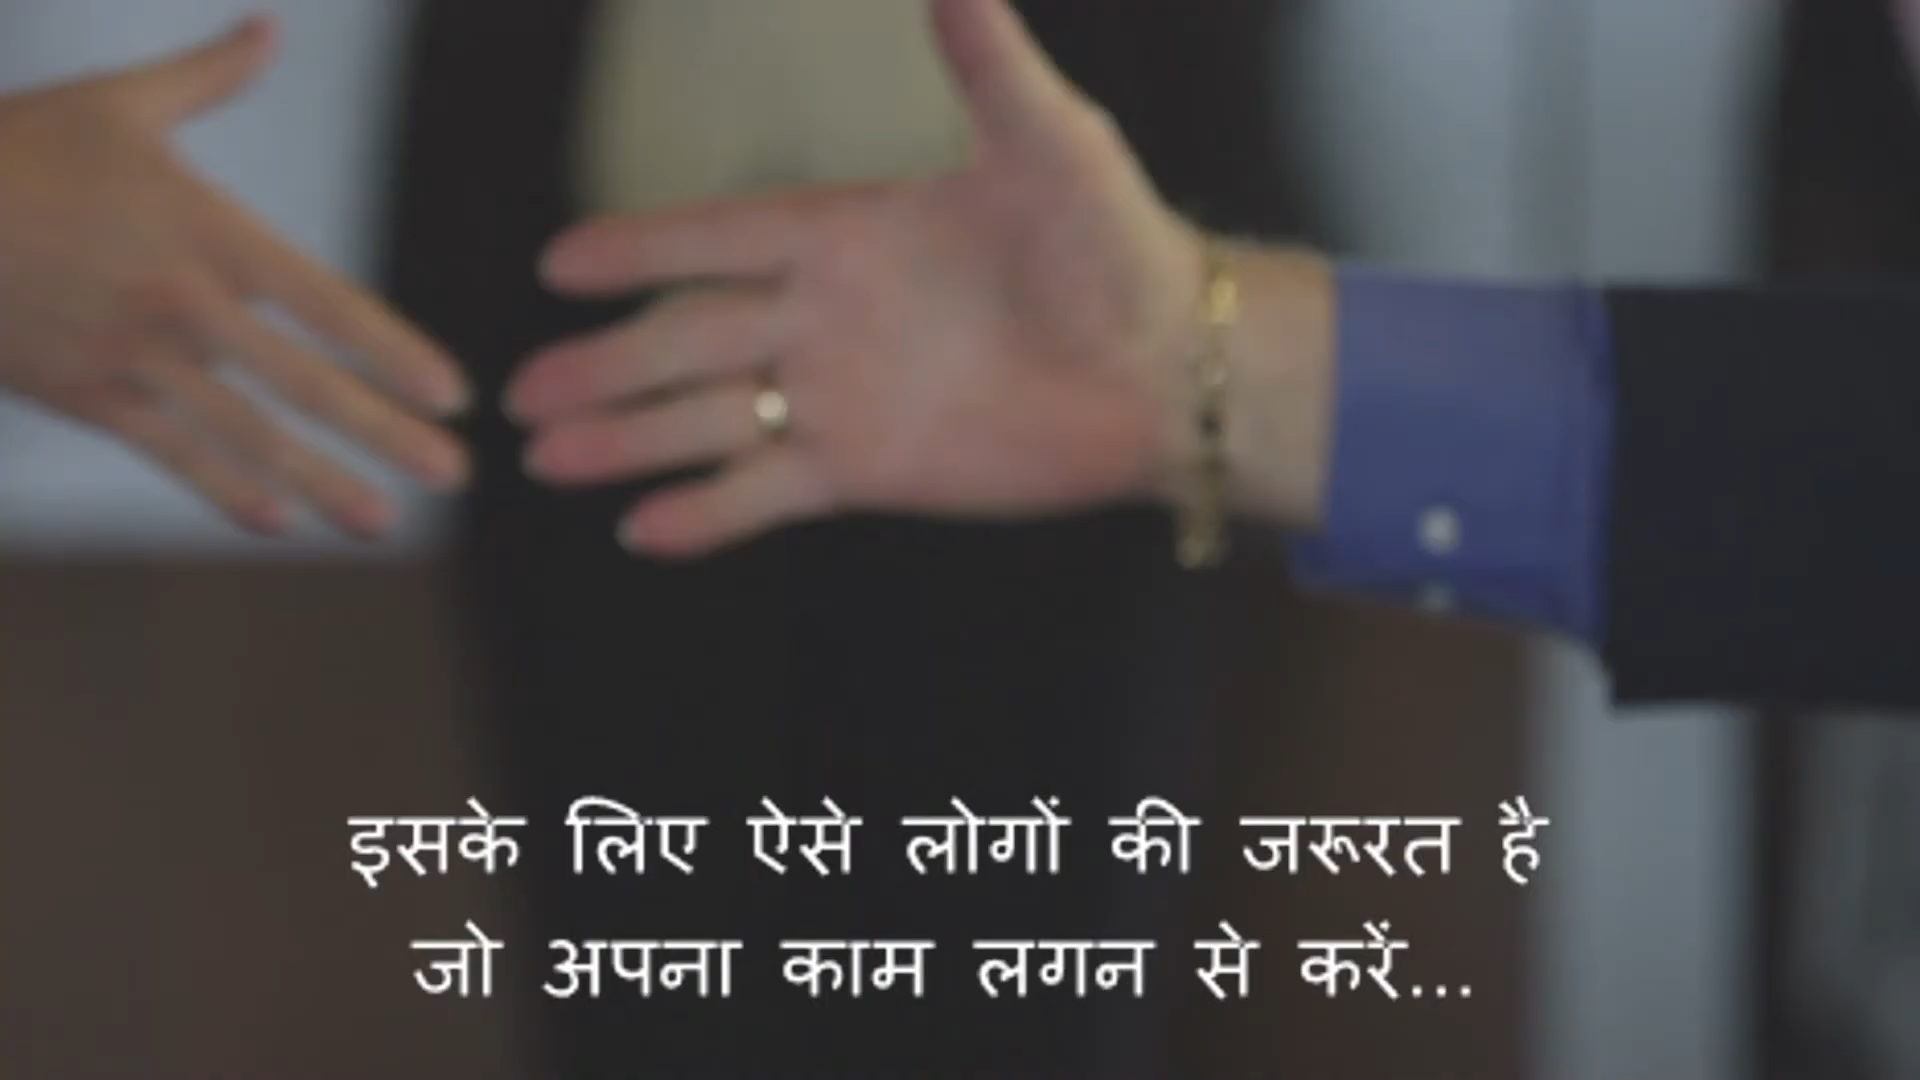 इसके लिए ऐसे लोगों की जरूरत है
जो अपना काम लगन से करें...